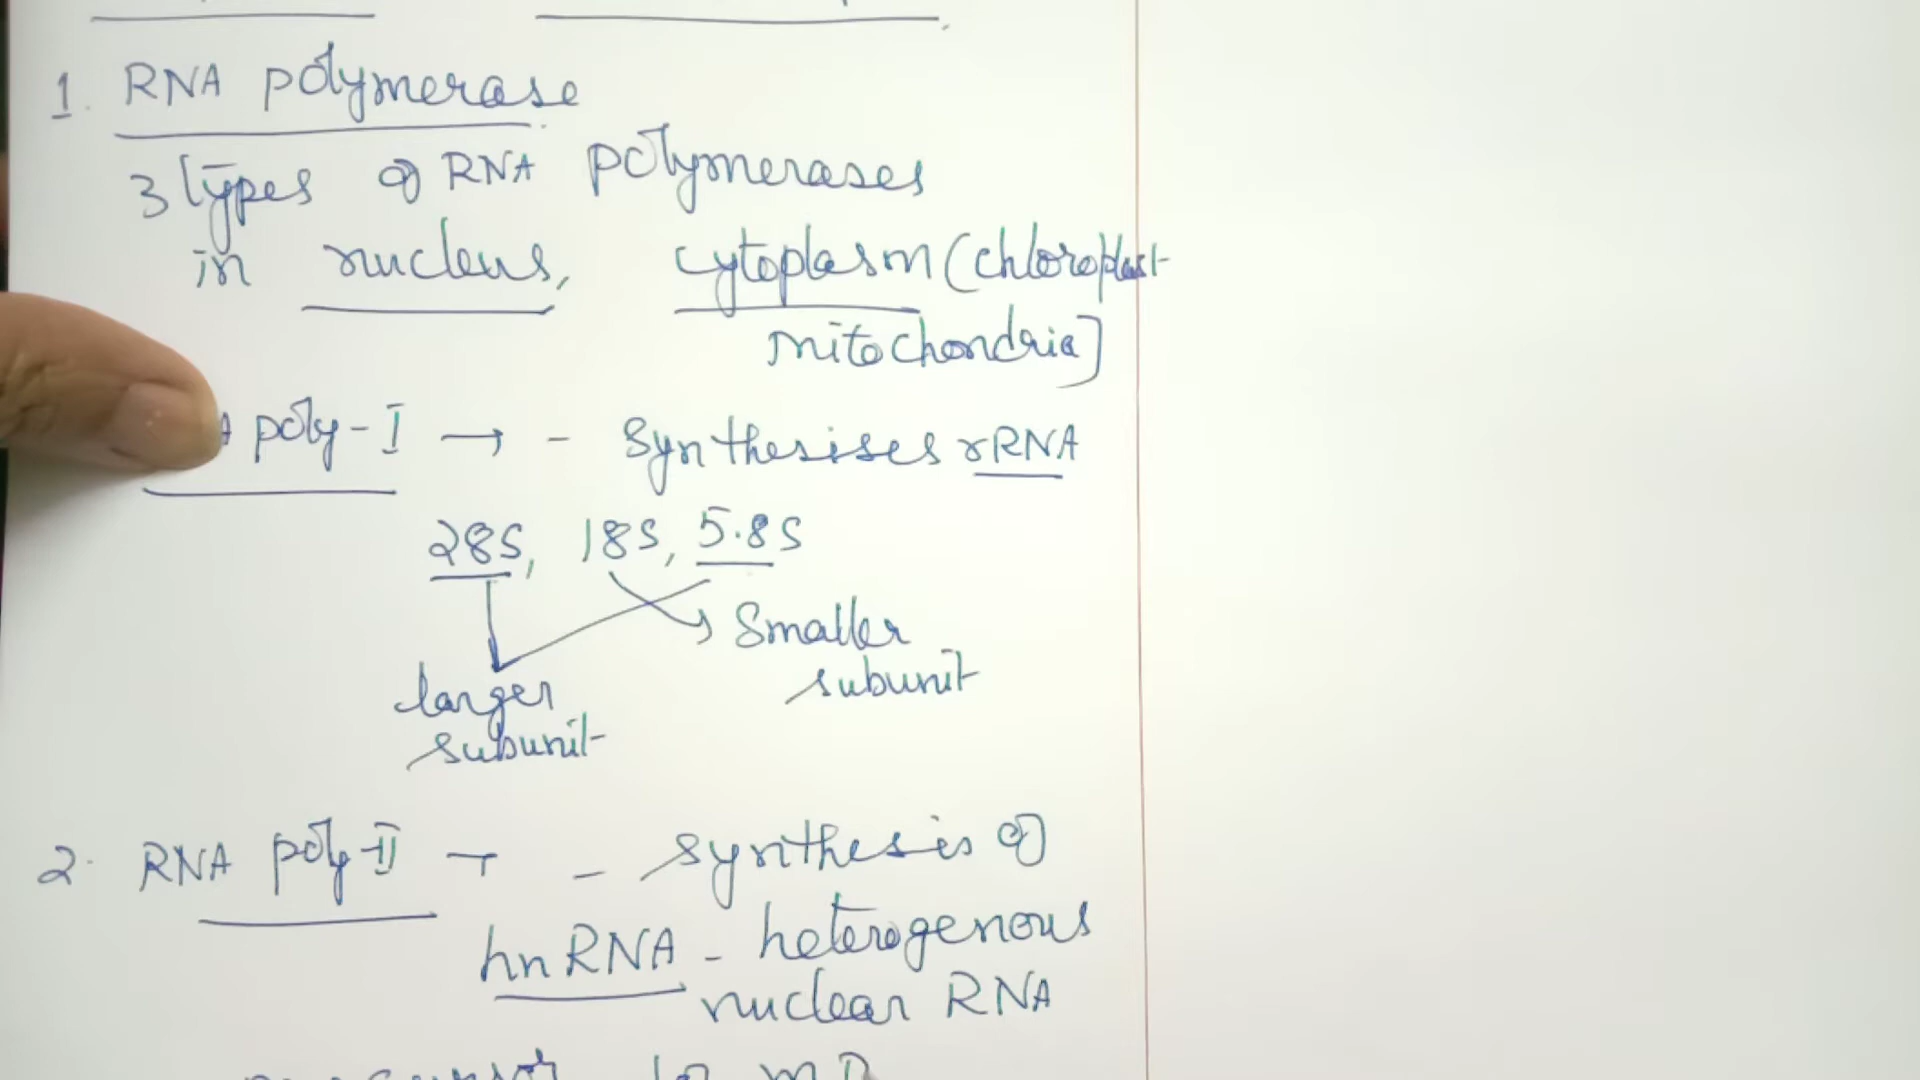 1. RNA polymerase
3 types of RNA polymerases
in nucleus, cytoplasm (chloroplast
mitochondria]
A poly-I → - synthesises rRNA
28S, 18S, 5.8S
Smaller
subunit
larger
subunit
2. RNA poly-II → - synthesis of
hnRNA - heterogenous
nuclear RNA